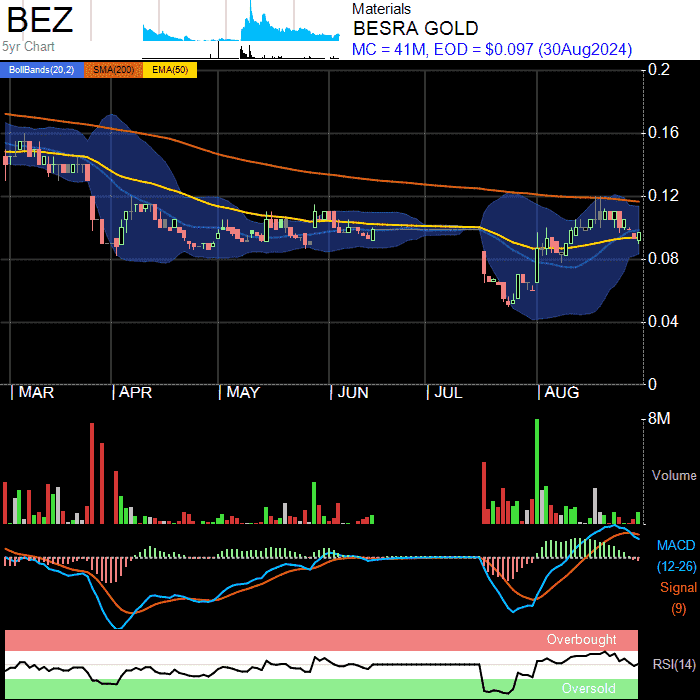 BEZ
5yr Chart
Materials
BESRA GOLD
MC = 41M, EOD = $0.097 (30Aug2024)
BollBands(20,2) SMA(200) EMA(50)
0.2
0.16
0.12
0.08
0.04
0
MAR APR MAY JUN JUL AUG
8M
Volume
MACD
(12-26)
Signal
(9)
Overbought
RSI(14)
Oversold